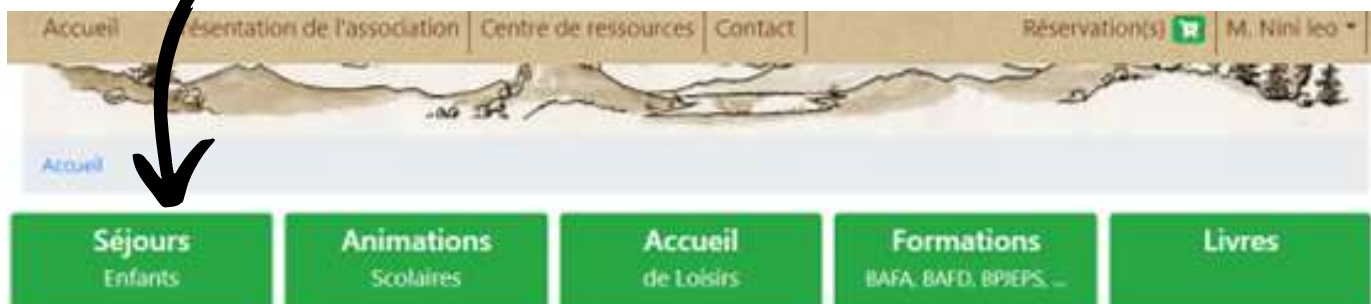 Accueil ésentation de l'association Centre de ressources Contact Réservation(s) M. Nini leo
Accueil
Séjours
Enfants
Animations
Scolaires
Accueil
de Loisirs
Formations
BAFA, BAFD, BPJEPS, ...
Livres